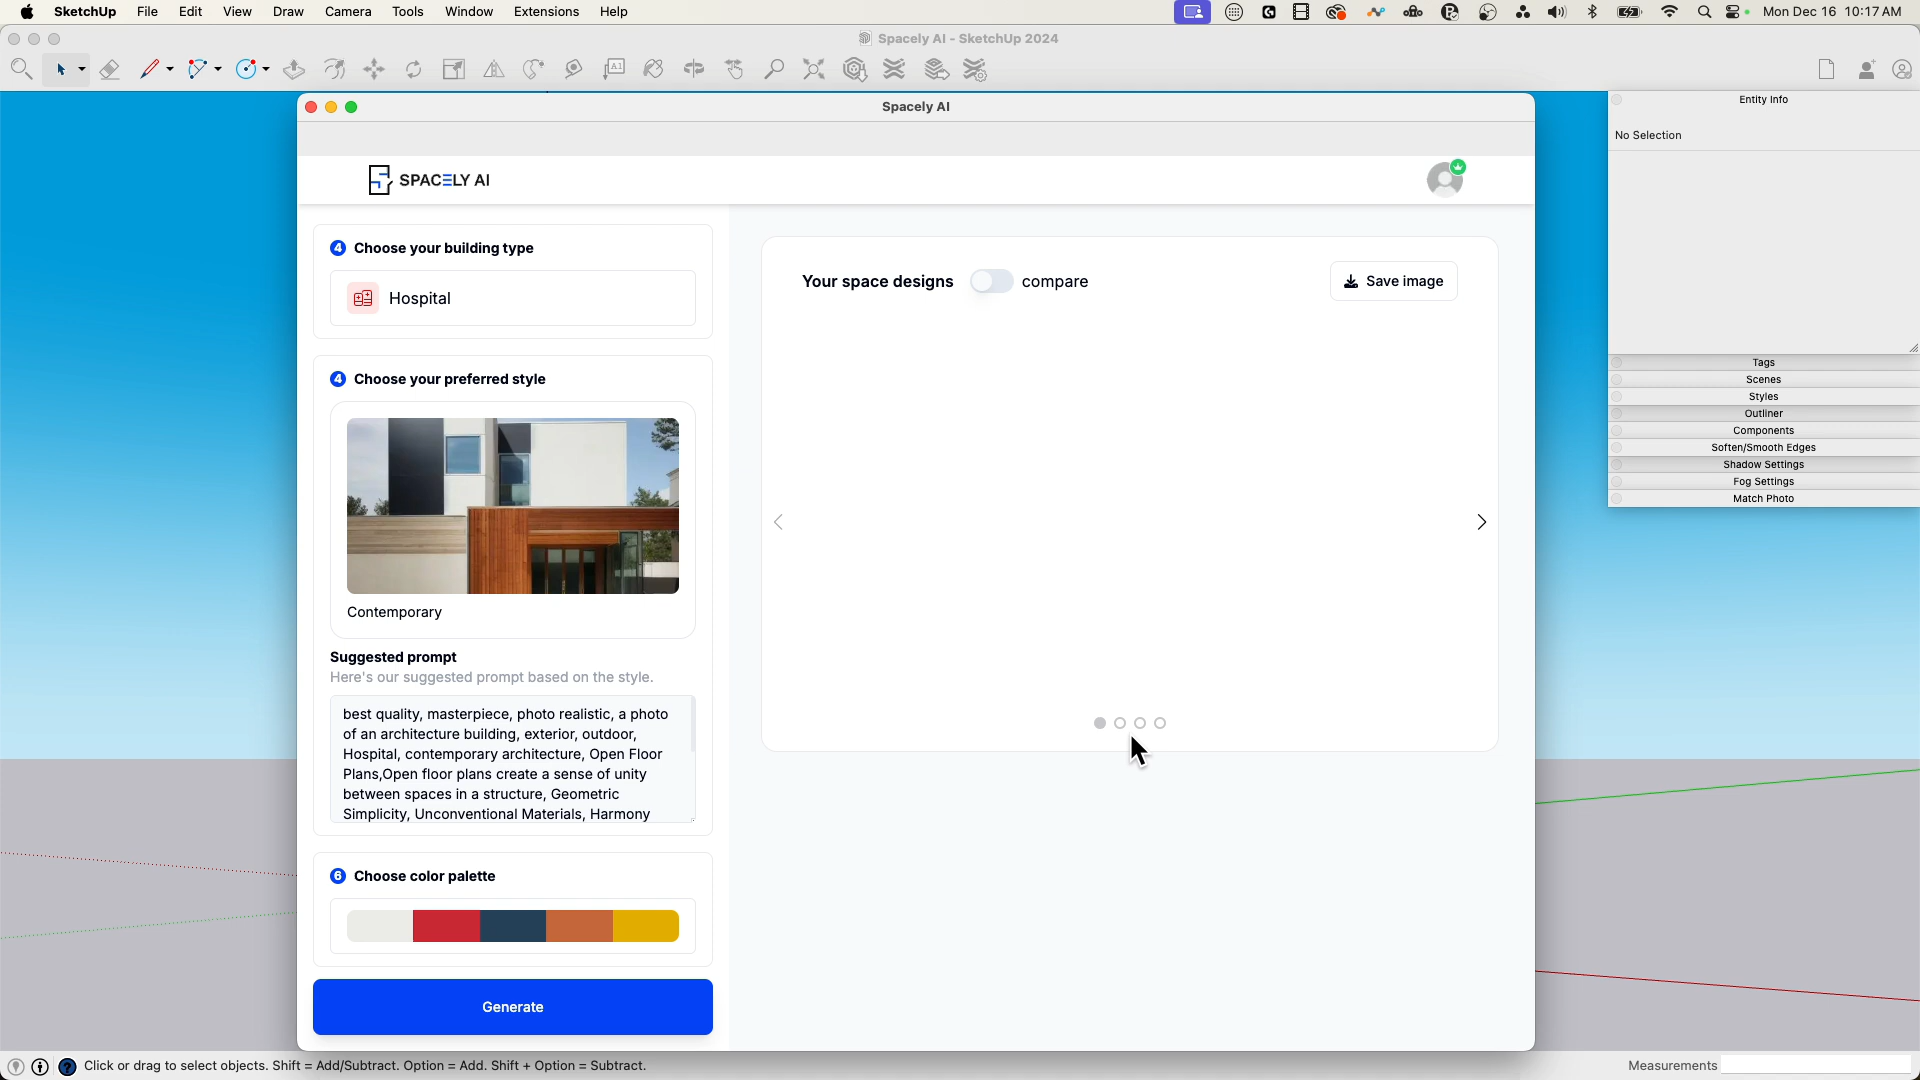 SketchUp File Edit View Draw Camera Tools Window Extensions Help Mon Dec 16 10:17 AM
Spacely AI - SketchUp 2024
Spacely AI
Entity Info
No Selection
SPACELY AI
4 Choose your building type
Hospital
Your space designs compare Save image
Tags
Scenes
Styles
Outliner
Components
Soften/Smooth Edges
Shadow Settings
Fog Settings
Match Photo
4 Choose your preferred style
Contemporary
Suggested prompt
Here's our suggested prompt based on the style.
best quality, masterpiece, photo realistic, a photo
of an architecture building, exterior, outdoor,
Hospital, contemporary architecture, Open Floor
Plans,Open floor plans create a sense of unity
between spaces in a structure, Geometric
Simplicity, Unconventional Materials, Harmony
6 Choose color palette
Generate
Click or drag to select objects. Shift = Add/Subtract. Option = Add. Shift + Option = Subtract.
Measurements